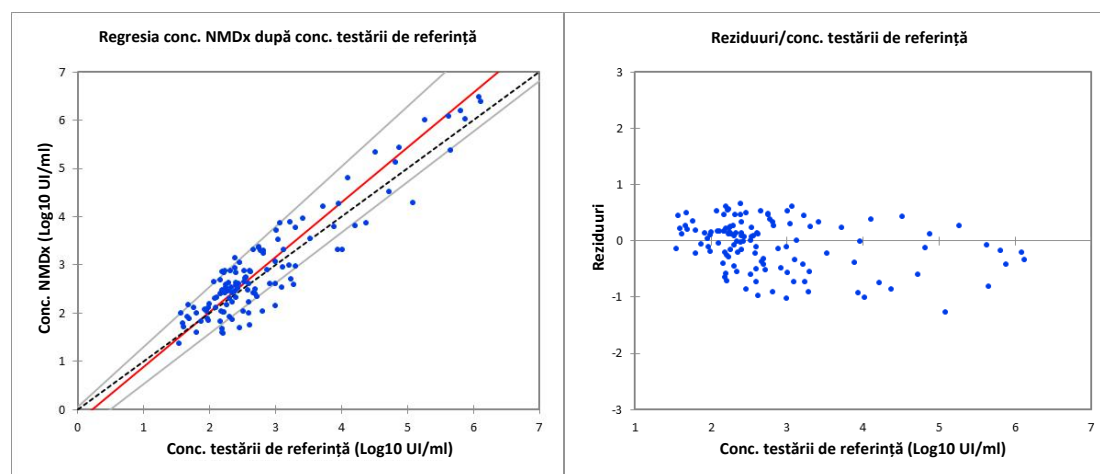 Regresia conc. NMDx după conc. testării de referință
7
6
5
4
3
2
1
0
Conc. NMDx (Log10 UI/ml)
0 1 2 3 4 5 6 7
Conc. testării de referință (Log10 UI/ml)
Reziduuri/conc. testării de referință
3
2
1
0
-1
-2
-3
Reziduuri
1 2 3 4 5 6 7
Conc. testării de referință (Log10 UI/ml)